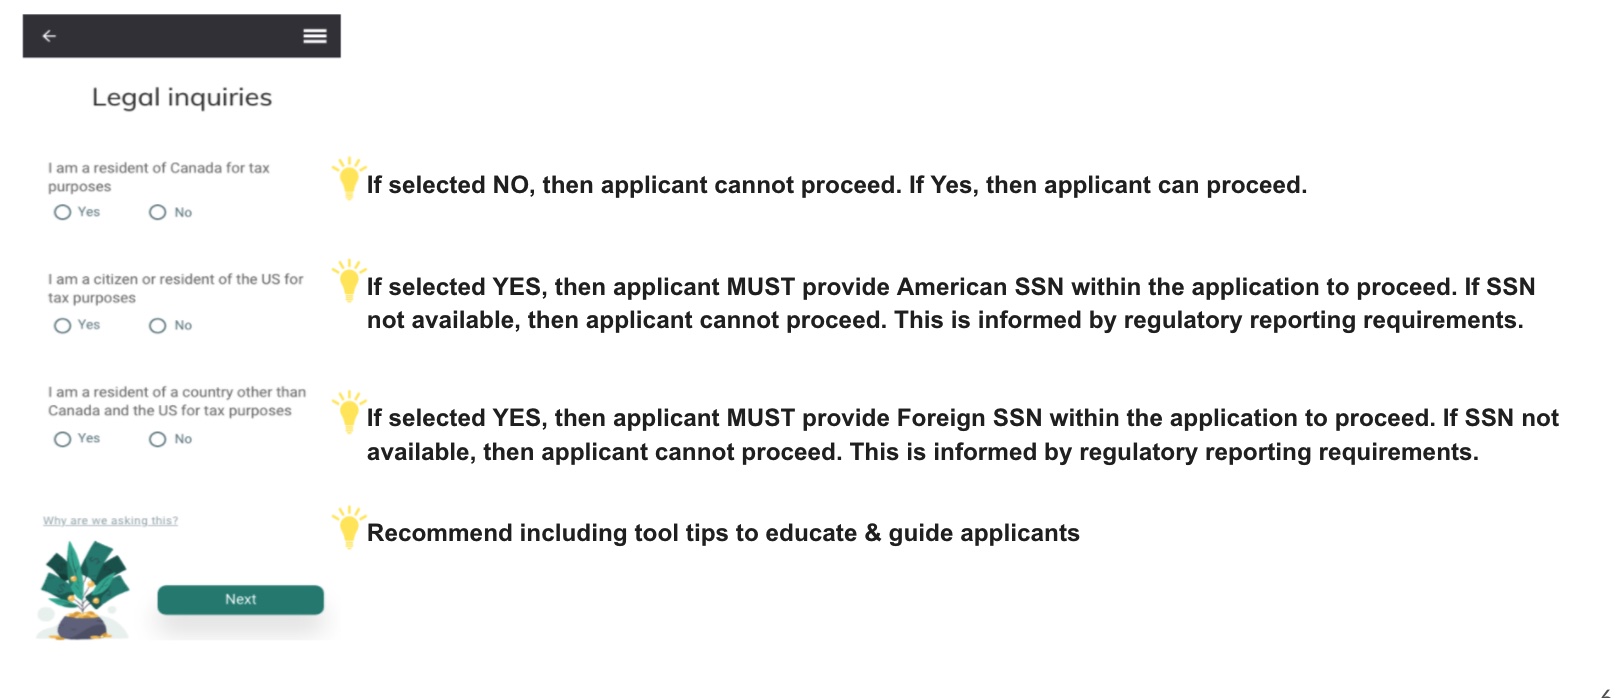 Legal inquiries
I am a resident of Canada for tax
purposes
Yes No
If selected NO, then applicant cannot proceed. If Yes, then applicant can proceed.
I am a citizen or resident of the US for
tax purposes
Yes No
If selected YES, then applicant MUST provide American SSN within the application to proceed. If SSN
not available, then applicant cannot proceed. This is informed by regulatory reporting requirements.
I am a resident of a country other than
Canada and the US for tax purposes
Yes No
If selected YES, then applicant MUST provide Foreign SSN within the application to proceed. If SSN not
available, then applicant cannot proceed. This is informed by regulatory reporting requirements.
Why are we asking this?
Recommend including tool tips to educate & guide applicants
Next